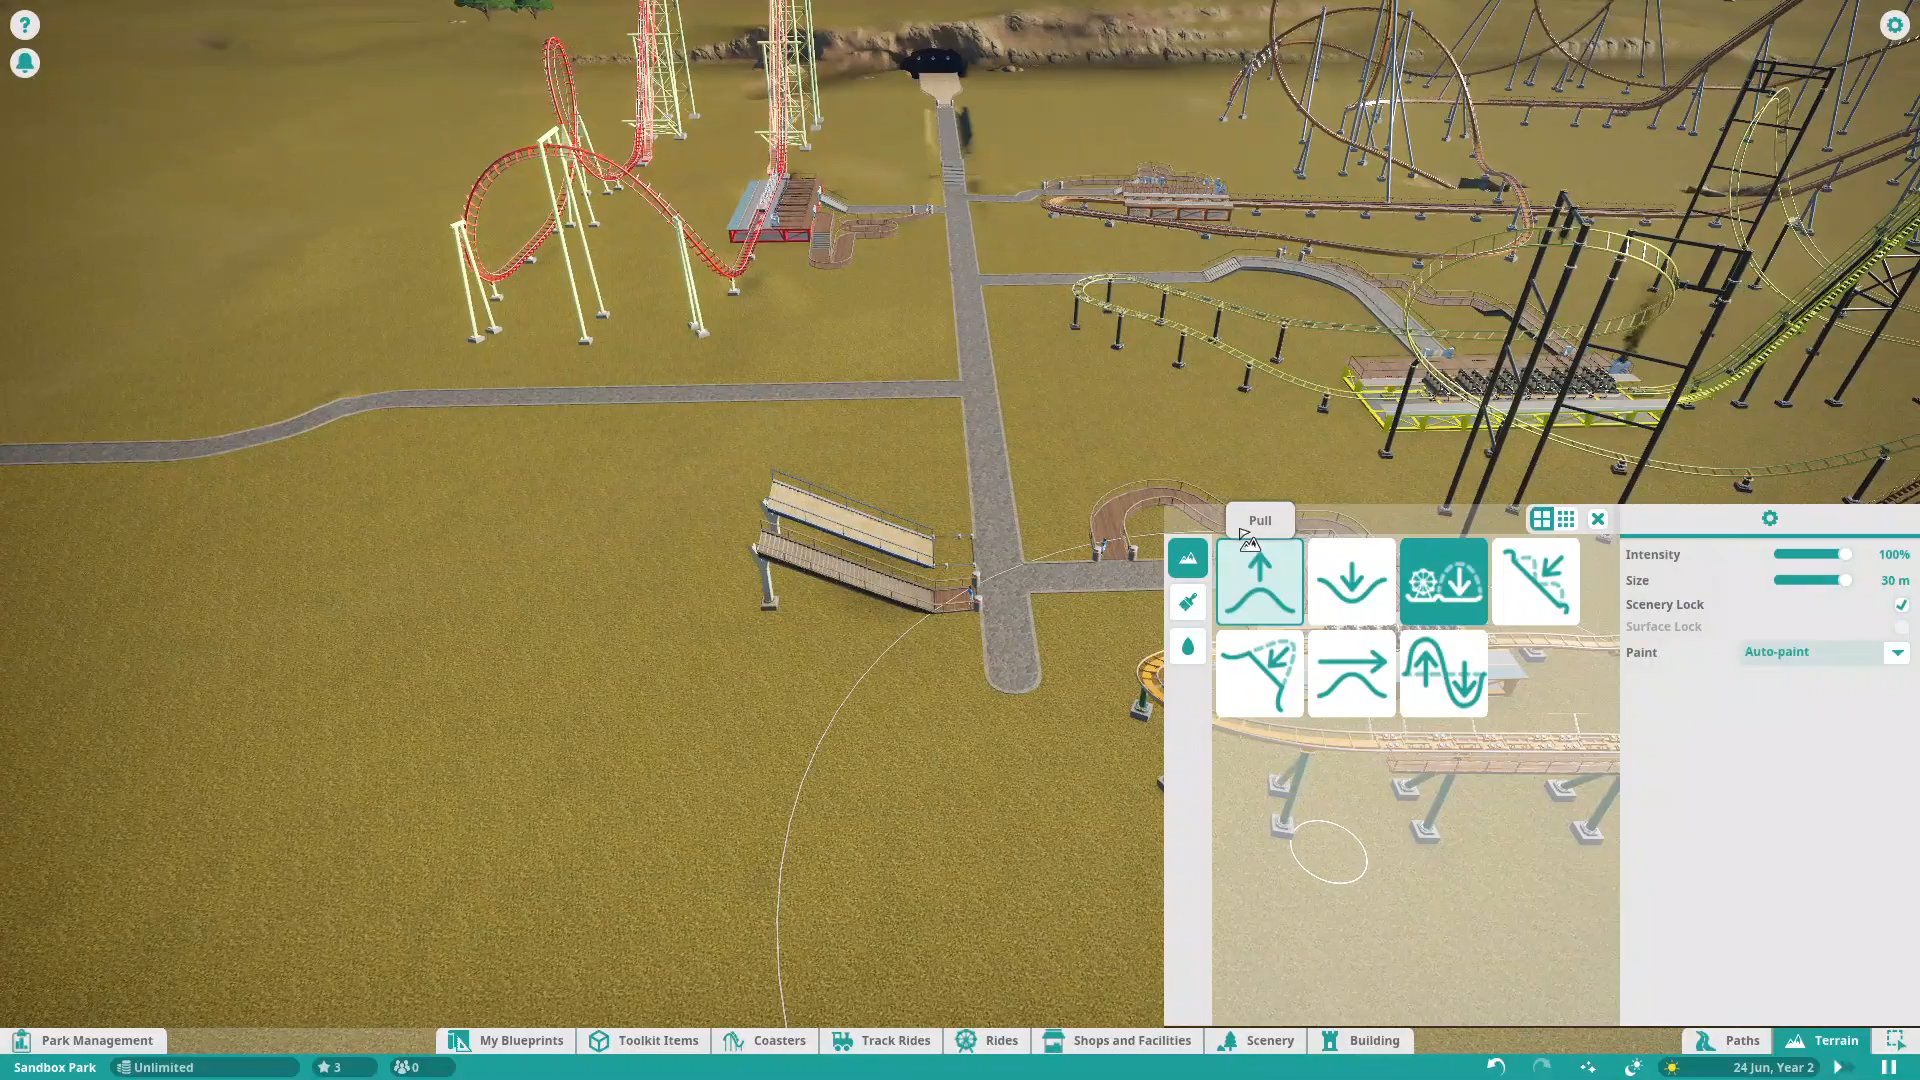 ?
Pull
Intensity 100%
Size 30 m
Scenery Lock
Surface Lock
Paint Auto-paint
Park Management
My Blueprints
Toolkit Items
Coasters
Track Rides
Rides
Shops and Facilities
Scenery
Building
Paths
Terrain
Sandbox Park
Unlimited
3
0
24 Jun, Year 2